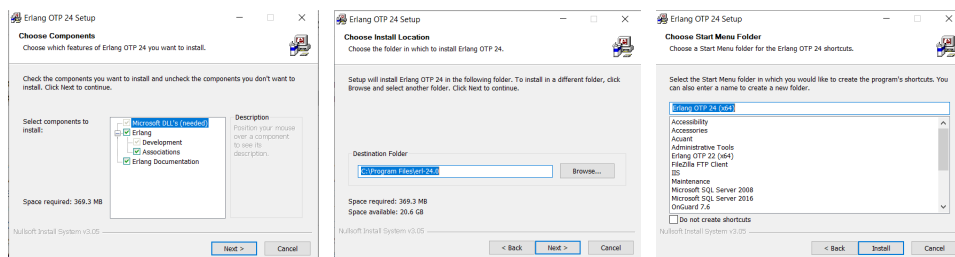 Erlang OTP 24 Setup
Choose Components
Choose which features of Erlang OTP 24 you want to install.
Check the components you want to install and uncheck the components you don't want to
install. Click Next to continue.
Select components to
install:
Microsoft DLL's (needed)
Erlang
Development
Associations
Erlang Documentation
Description
Position your mouse
over a component
to see its
description.
Space required: 369.3 MB
Nullsoft Install System v3.05
Next >
Cancel
Erlang OTP 24 Setup
Choose Install Location
Choose the folder in which to install Erlang OTP 24.
Setup will install Erlang OTP 24 in the following folder. To install in a different folder, click
Browse and select another folder. Click Next to continue.
Destination Folder
C:\Program Files\erl-24.0
Browse...
Space required: 369.3 MB
Space available: 20.6 GB
Nullsoft Install System v3.05
< Back
Next >
Cancel
Erlang OTP 24 Setup
Choose Start Menu Folder
Choose a Start Menu folder for the Erlang OTP 24 shortcuts.
Select the Start Menu folder in which you would like to create the program's shortcuts. You
can also enter a name to create a new folder.
Erlang OTP 24 (x64)
Accessibility
Accessories
Acuant
Administrative Tools
Erlang OTP 22 (x64)
FileZilla FTP Client
IIS
Maintenance
Microsoft SQL Server 2008
Microsoft SQL Server 2016
OnGuard 7.6
Do not create shortcuts
Nullsoft Install System v3.05
< Back
Install
Cancel